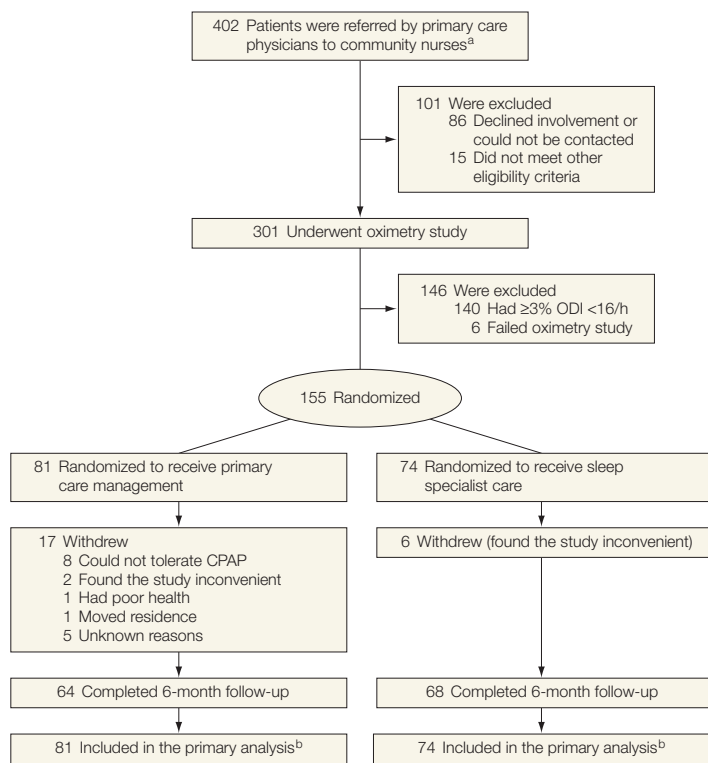 402 Patients were referred by primary care
physicians to community nursesa
101 Were excluded
86 Declined involvement or
could not be contacted
15 Did not meet other
eligibility criteria
301 Underwent oximetry study
146 Were excluded
140 Had ≥3% ODI <16/h
6 Failed oximetry study
155 Randomized
81 Randomized to receive primary
care management
74 Randomized to receive sleep
specialist care
17 Withdrew
8 Could not tolerate CPAP
2 Found the study inconvenient
1 Had poor health
1 Moved residence
5 Unknown reasons
6 Withdrew (found the study inconvenient)
64 Completed 6-month follow-up
68 Completed 6-month follow-up
81 Included in the primary analysisb
74 Included in the primary analysisb